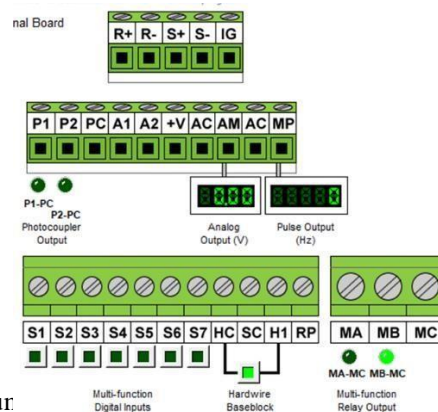 nal Board
R+ R- S+ S- IG
P1 P2 PC A1 A2 +V AC AM AC MP
P1-PC
P2-PC
Photocoupler
Output
0.00
Analog
Output (V)
0
Pulse Output
(Hz)
S1 S2 S3 S4 S5 S6 S7 HC SC H1 RP
MA MB MC
MA-MC MB-MC
Multi-function
Digital Inputs
Hardwire
Baseblock
Multi-function
Relay Output